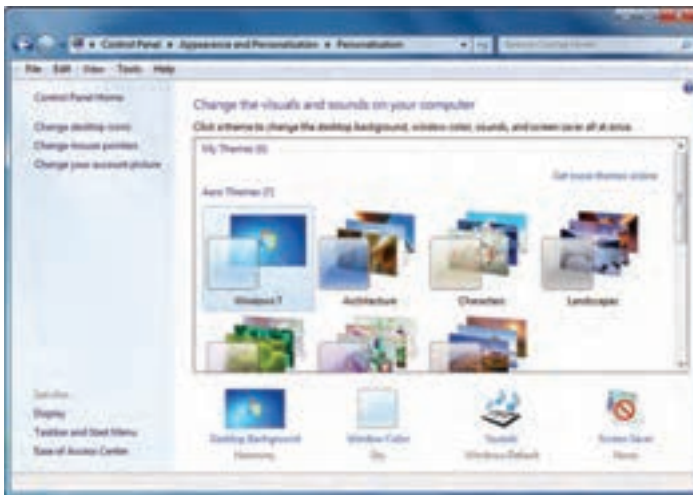 Control Panel ▸ Appearance and Personalization ▸ Personalization
File Edit View Tools Help
Control Panel Home
Change desktop icons
Change mouse pointers
Change your account picture
Change the visuals and sounds on your computer
Click a theme to change the desktop background, window color, sounds, and screen saver all at once.
My Themes
Get more themes online
Aero Themes (7)
Windows 7
Architecture
Characters
Landscapes
See also
Display
Taskbar and Start Menu
Ease of Access Center
Desktop Background
Harmony
Window Color
Sky
Sounds
Windows Default
Screen Saver
None